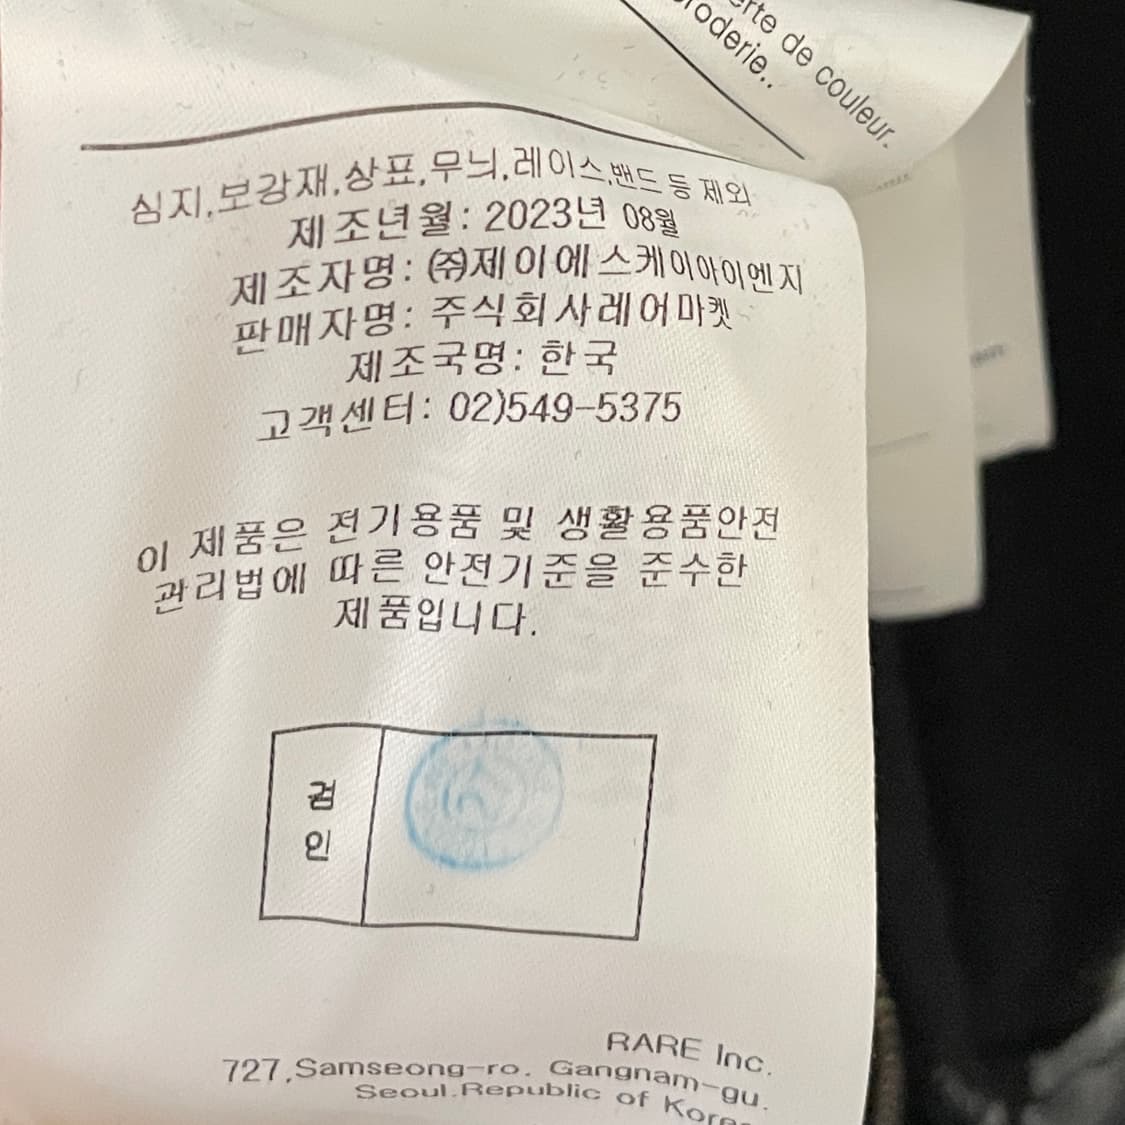 de couleur.
심지,보강재,상표,무늬,레이스,밴드 등 제외
제조년월: 2023년 08월
제조자명: ㈜제이에스케이아이엔지
판매자명: 주식회사레어마켓
제조국명: 한국
고객센터: 02)549-5375
이 제품은 전기용품 및 생활용품안전
관리법에 따른 안전기준을 준수한
제품입니다.
검
인
RARE Inc.
727,Samseong-ro, Gangnam-gu.
Seoul.Republic of